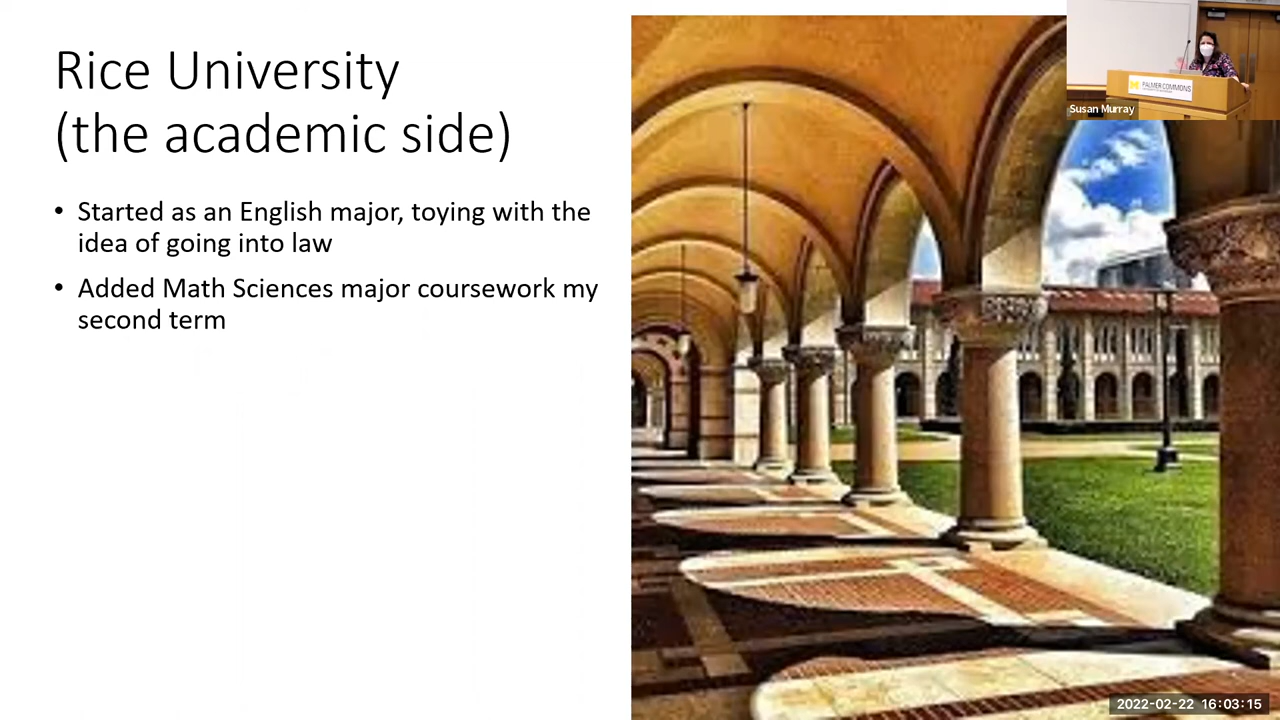 Rice University
(the academic side)
• Started as an English major, toying with the
idea of going into law
• Added Math Sciences major coursework my
second term
PALMER COMMONS
Susan Murray
2022-02-22 16:03:15